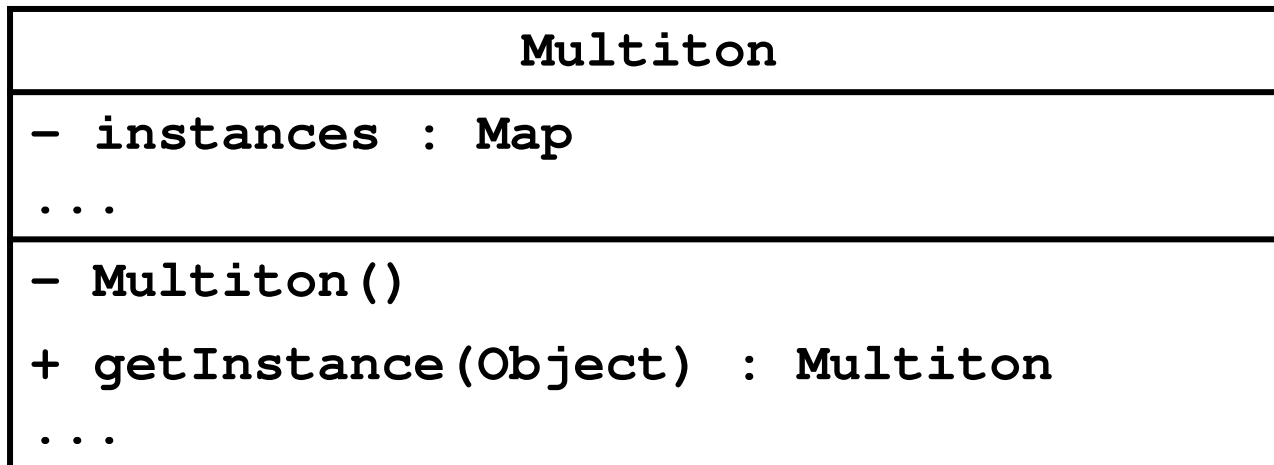 Multiton
- instances : Map
...
- Multiton()
+ getInstance(Object) : Multiton
...